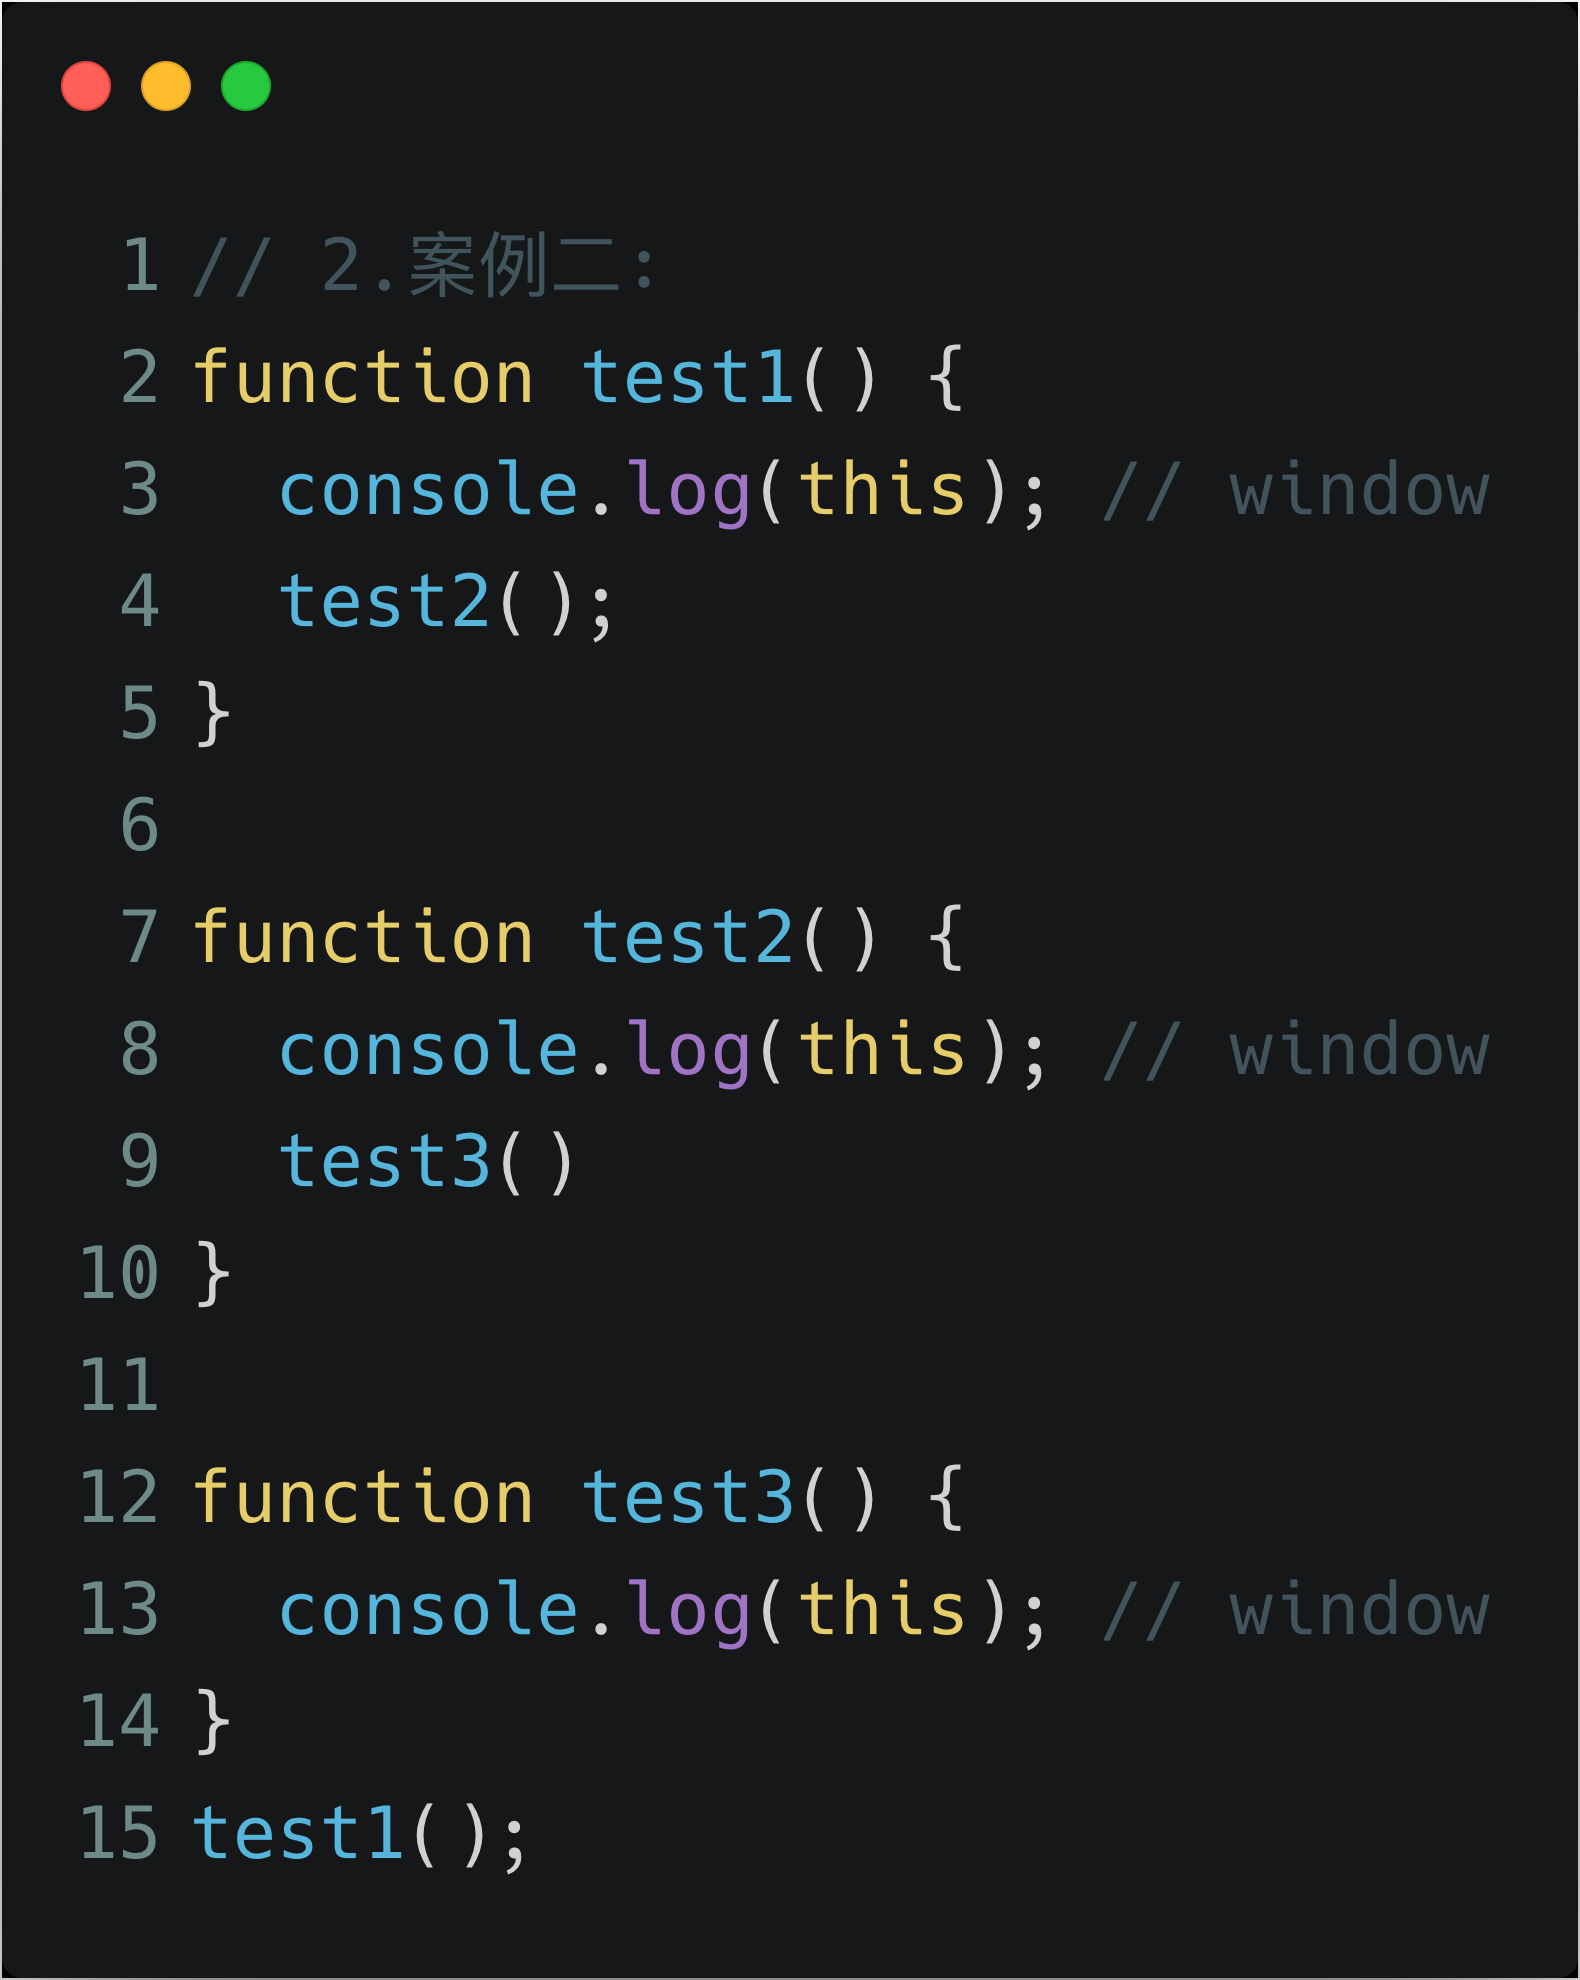 1 // 2.案例二:
2 function test1() {
3   console.log(this); // window
4   test2();
5 }
6
7 function test2() {
8   console.log(this); // window
9   test3()
10 }
11
12 function test3() {
13   console.log(this); // window
14 }
15 test1();